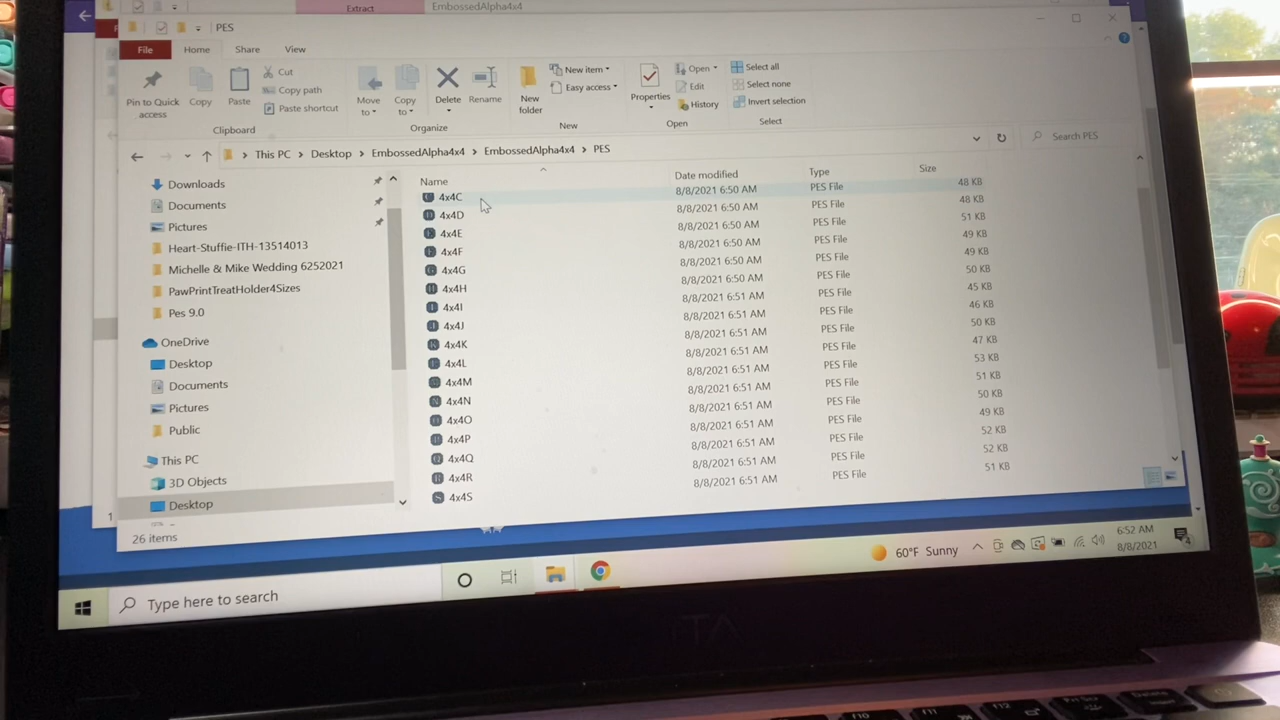 Extract
EmbossedAlpha4x4
PES
File Home Share View
Pin to Quick access
Copy
Paste
Cut
Copy path
Paste shortcut
Clipboard
Move to
Copy to
Delete
Rename
Organize
New folder
New item
Easy access
New
Properties
Open
Edit
History
Open
Select all
Select none
Invert selection
Select
This PC > Desktop > EmbossedAlpha4x4 > EmbossedAlpha4x4 > PES
Search PES
Downloads
Documents
Pictures
Heart-Stuffie-ITH-13514013
Michelle & Mike Wedding 6252021
PawPrintTreatHolder4Sizes
Pes 9.0
OneDrive
Desktop
Documents
Pictures
Public
This PC
3D Objects
Desktop
Name Date modified Type Size
4x4C 8/8/2021 6:50 AM PES File 48 KB
4x4D 8/8/2021 6:50 AM PES File 48 KB
4x4E 8/8/2021 6:50 AM PES File 51 KB
4x4F 8/8/2021 6:50 AM PES File 49 KB
4x4G 8/8/2021 6:50 AM PES File 49 KB
4x4H 8/8/2021 6:50 AM PES File 50 KB
4x4I 8/8/2021 6:51 AM PES File 45 KB
4x4J 8/8/2021 6:51 AM PES File 46 KB
4x4K 8/8/2021 6:51 AM PES File 50 KB
4x4L 8/8/2021 6:51 AM PES File 47 KB
4x4M 8/8/2021 6:51 AM PES File 53 KB
4x4N 8/8/2021 6:51 AM PES File 51 KB
4x4O 8/8/2021 6:51 AM PES File 50 KB
4x4P 8/8/2021 6:51 AM PES File 49 KB
4x4Q 8/8/2021 6:51 AM PES File 52 KB
4x4R 8/8/2021 6:51 AM PES File 52 KB
4x4S 8/8/2021 6:51 AM PES File 51 KB
26 items
Type here to search
60°F Sunny
6:52 AM
8/8/2021
4
F10 F11 F12 Delete